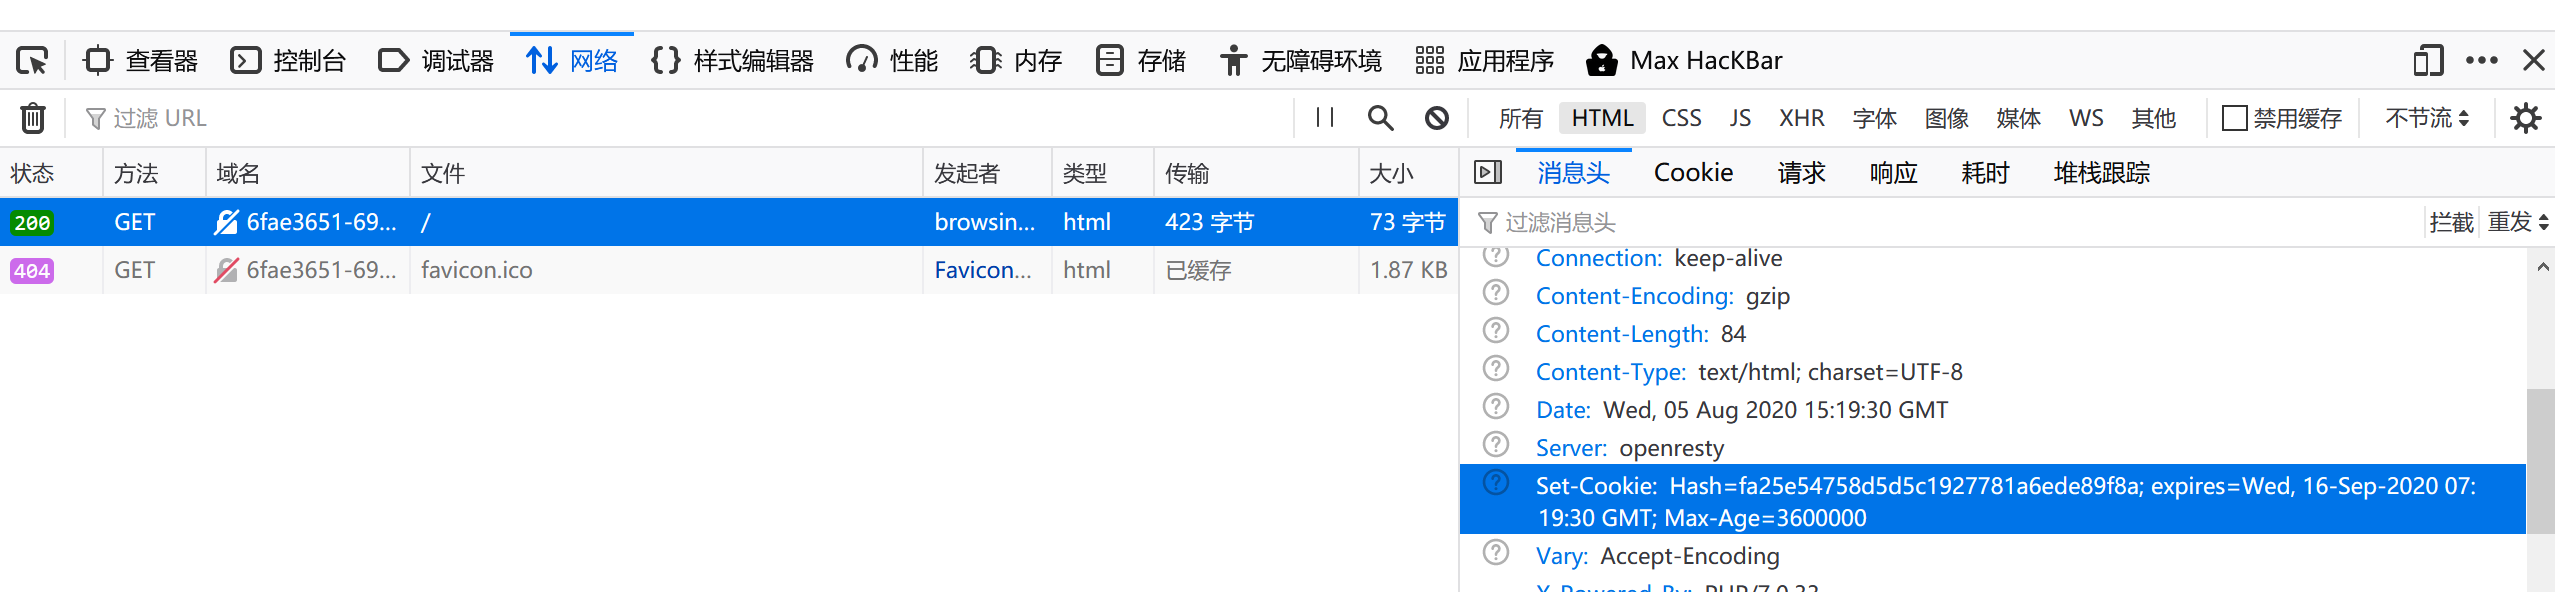 查看器 控制台 调试器 网络 {} 样式编辑器 性能 内存 存储 无障碍环境 应用程序 Max HacKBar
过滤 URL 所有 HTML CSS JS XHR 字体 图像 媒体 WS 其他 禁用缓存 不节流
状态 方法 域名 文件 发起者 类型 传输 大小
200 GET 6fae3651-69... / browsin... html 423 字节 73 字节
404 GET 6fae3651-69... favicon.ico Favicon... html 已缓存 1.87 KB
消息头 Cookie 请求 响应 耗时 堆栈跟踪
过滤消息头 拦截 重发
Connection: keep-alive
Content-Encoding: gzip
Content-Length: 84
Content-Type: text/html; charset=UTF-8
Date: Wed, 05 Aug 2020 15:19:30 GMT
Server: openresty
Set-Cookie: Hash=fa25e54758d5d5c1927781a6ede89f8a; expires=Wed, 16-Sep-2020 07:
19:30 GMT; Max-Age=3600000
Vary: Accept-Encoding
X-Powered-By: PHP/7.0.33